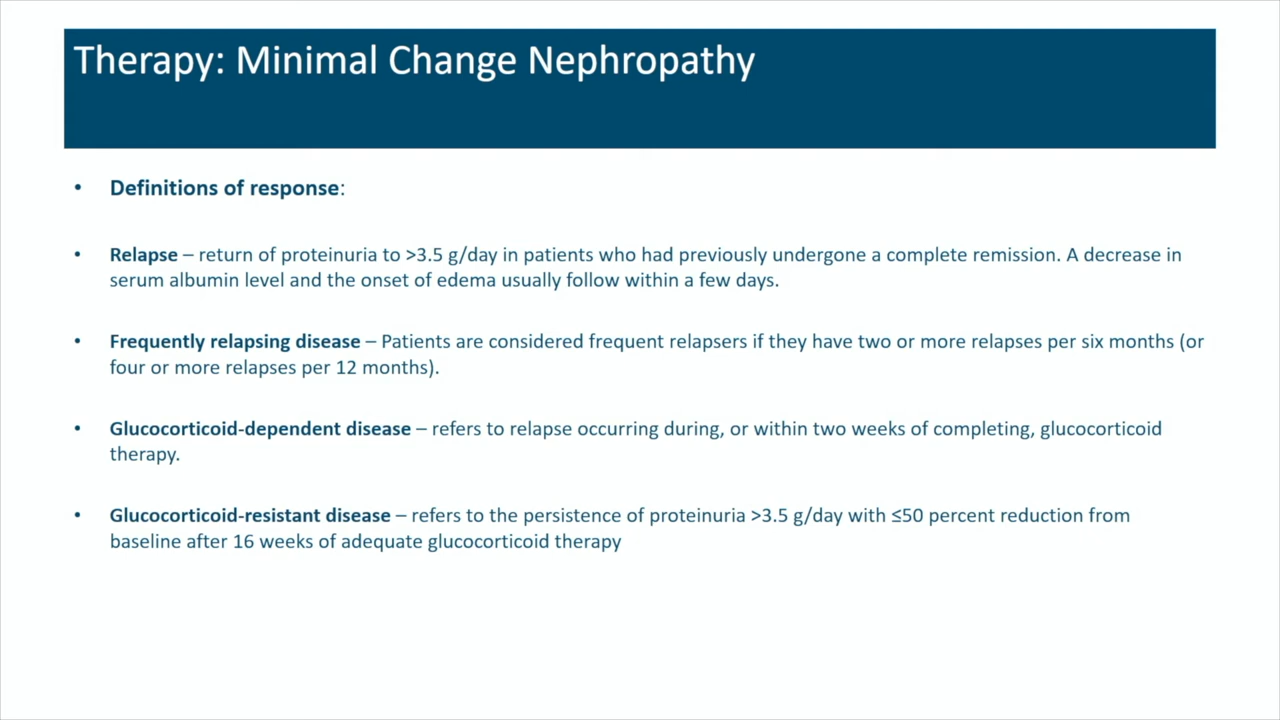 Therapy: Minimal Change Nephropathy
• Definitions of response:
• Relapse – return of proteinuria to >3.5 g/day in patients who had previously undergone a complete remission. A decrease in
serum albumin level and the onset of edema usually follow within a few days.
• Frequently relapsing disease – Patients are considered frequent relapsers if they have two or more relapses per six months (or
four or more relapses per 12 months).
• Glucocorticoid-dependent disease – refers to relapse occurring during, or within two weeks of completing, glucocorticoid
therapy.
• Glucocorticoid-resistant disease – refers to the persistence of proteinuria >3.5 g/day with ≤50 percent reduction from
baseline after 16 weeks of adequate glucocorticoid therapy